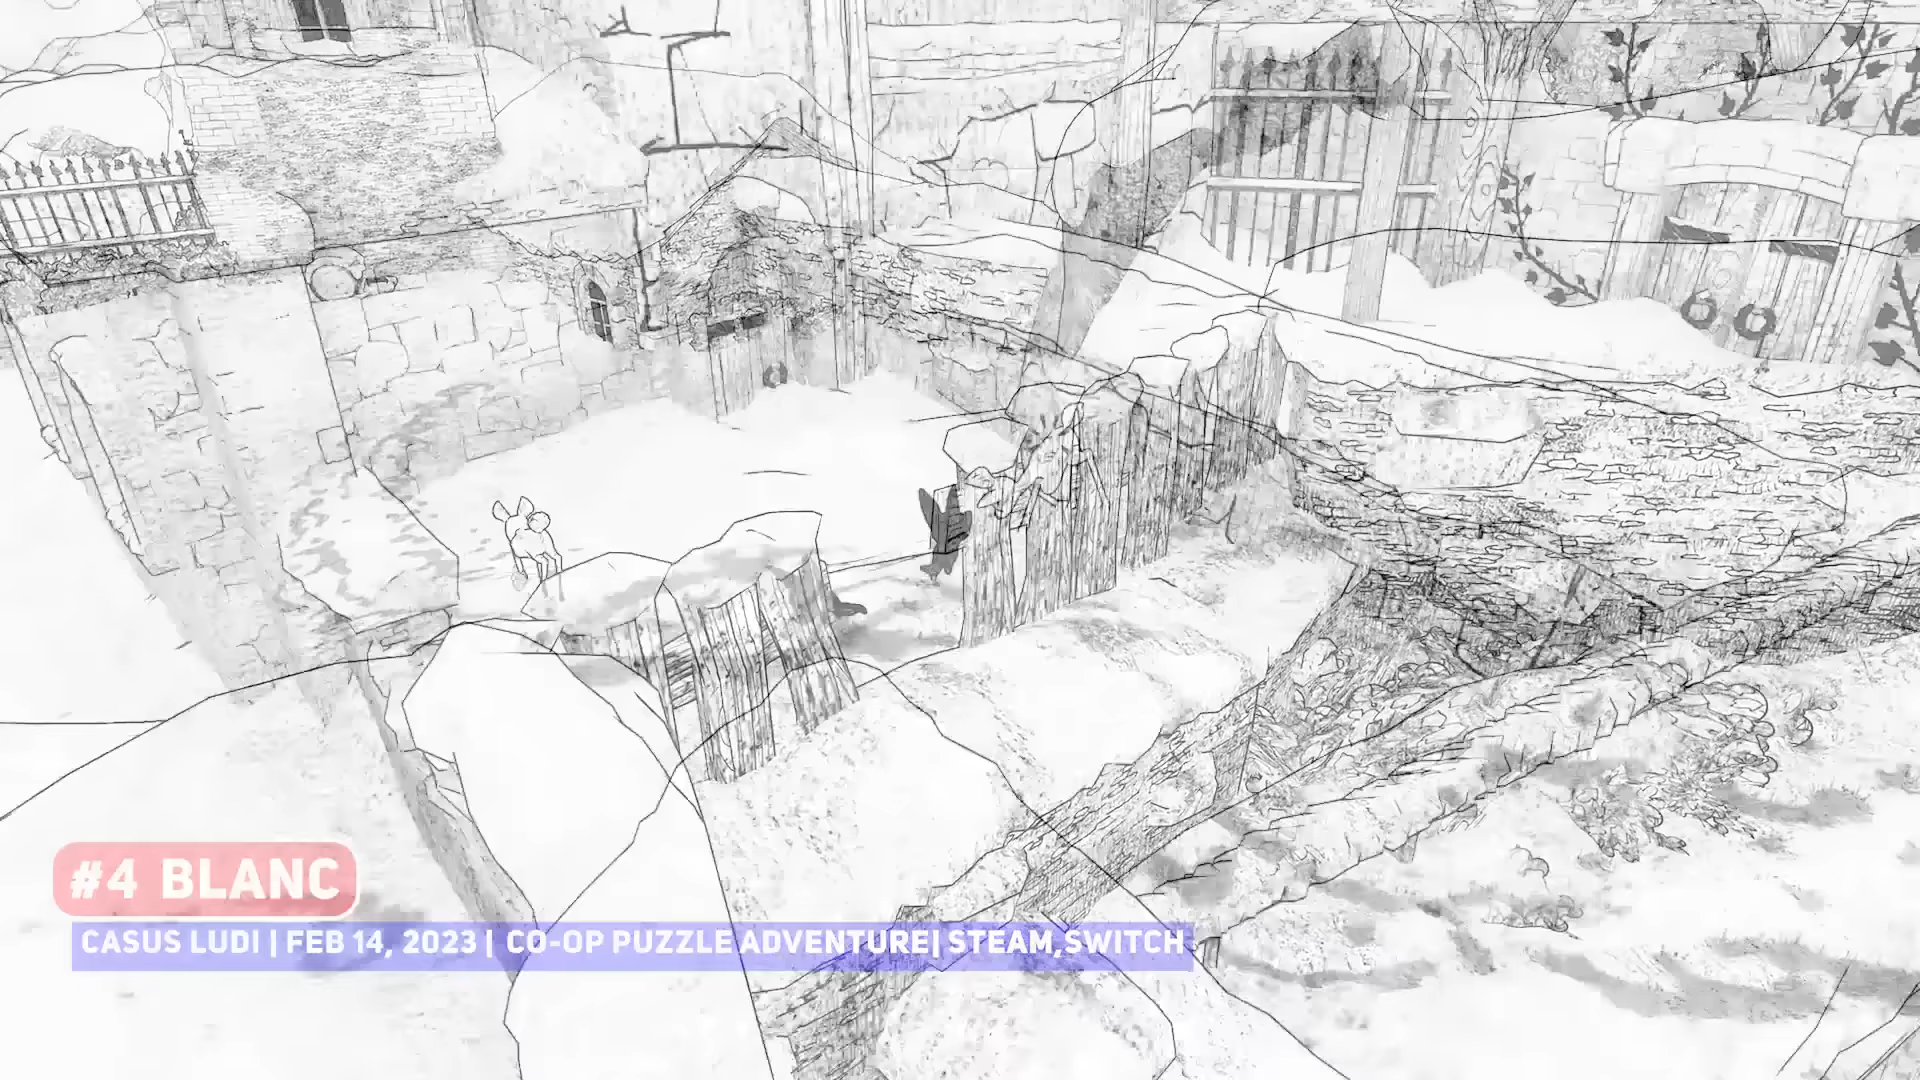 #4 BLANC
CASUS LUDI | FEB 14, 2023 | CO-OP PUZZLE ADVENTURE| STEAM,SWITCH